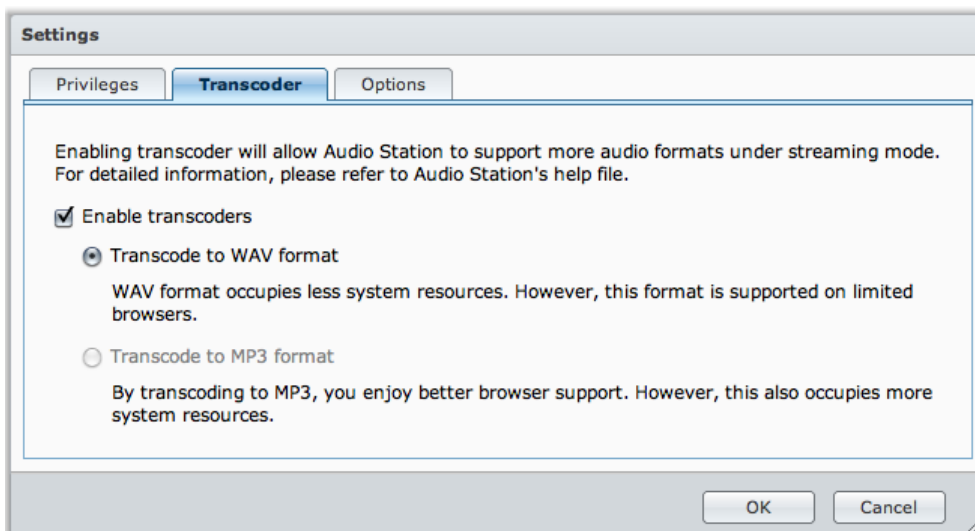 Settings
Privileges
Transcoder
Options
Enabling transcoder will allow Audio Station to support more audio formats under streaming mode.
For detailed information, please refer to Audio Station's help file.
Enable transcoders
Transcode to WAV format
WAV format occupies less system resources. However, this format is supported on limited
browsers.
Transcode to MP3 format
By transcoding to MP3, you enjoy better browser support. However, this also occupies more
system resources.
OK
Cancel